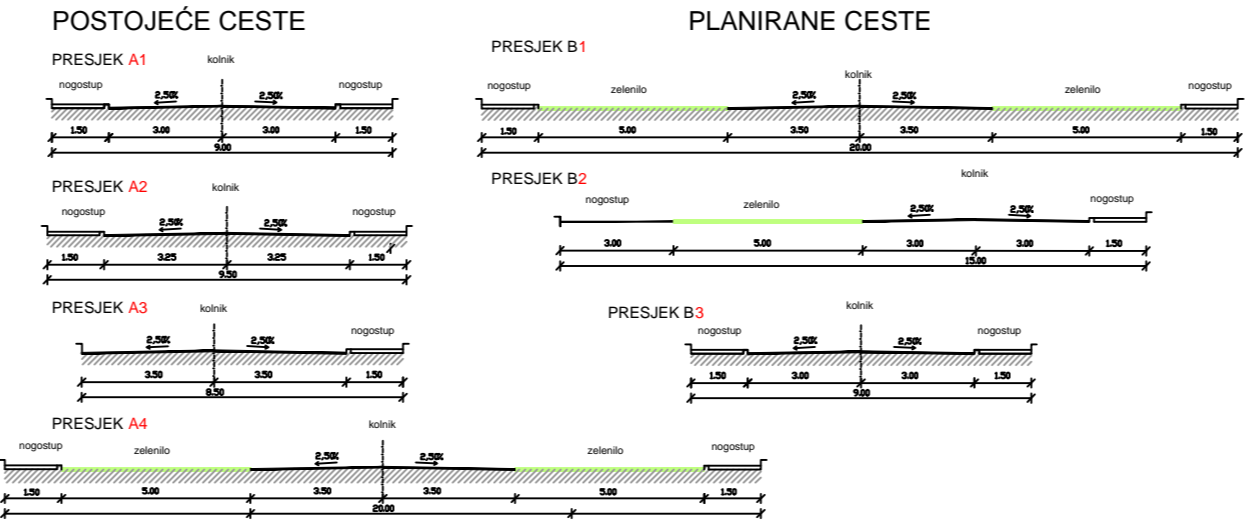 POSTOJEĆE CESTE
PRESJEK A1
kolnik
nogostup nogostup
2,50% 2,50%
1.50 3.00 3.00 1.50
9.00
PRESJEK A2
kolnik
nogostup nogostup
2,50% 2,50%
1.50 3.25 3.25 1.50
9.50
PRESJEK A3
kolnik
nogostup
2,50% 2,50%
3.50 3.50 1.50
8.50
PRESJEK A4
kolnik
nogostup zelenilo zelenilo nogostup
2,50% 2,50%
1.50 5.00 3.50 3.50 5.00 1.50
20.00
PLANIRANE CESTE
PRESJEK B1
kolnik
nogostup zelenilo zelenilo nogostup
2,50% 2,50%
1.50 5.00 3.50 3.50 5.00 1.50
20.00
PRESJEK B2
kolnik
nogostup zelenilo nogostup
2,50% 2,50%
3.00 5.00 3.00 3.00 1.50
15.00
PRESJEK B3
kolnik
nogostup nogostup
2,50% 2,50%
1.50 3.00 3.00 1.50
9.00